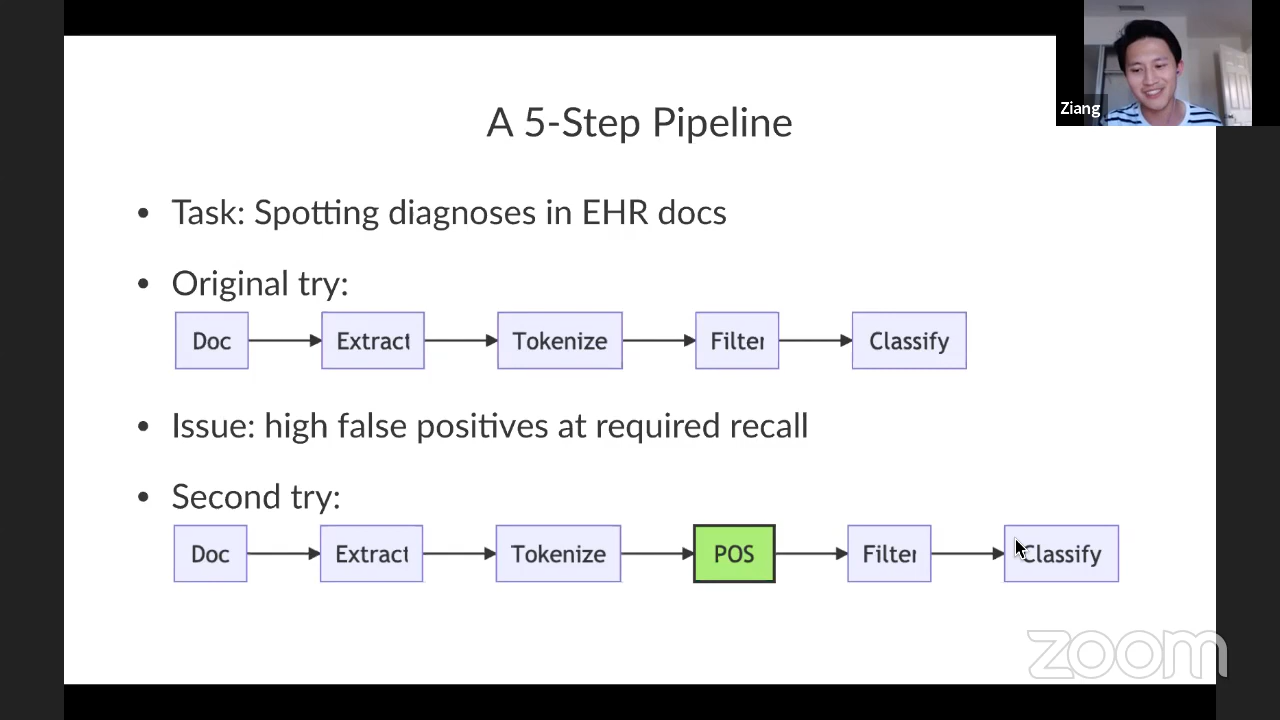 Ziang
A 5-Step Pipeline
• Task: Spotting diagnoses in EHR docs
• Original try:
Doc Extract Tokenize Filter Classify
• Issue: high false positives at required recall
• Second try:
Doc Extract Tokenize POS Filter Classify
zoom